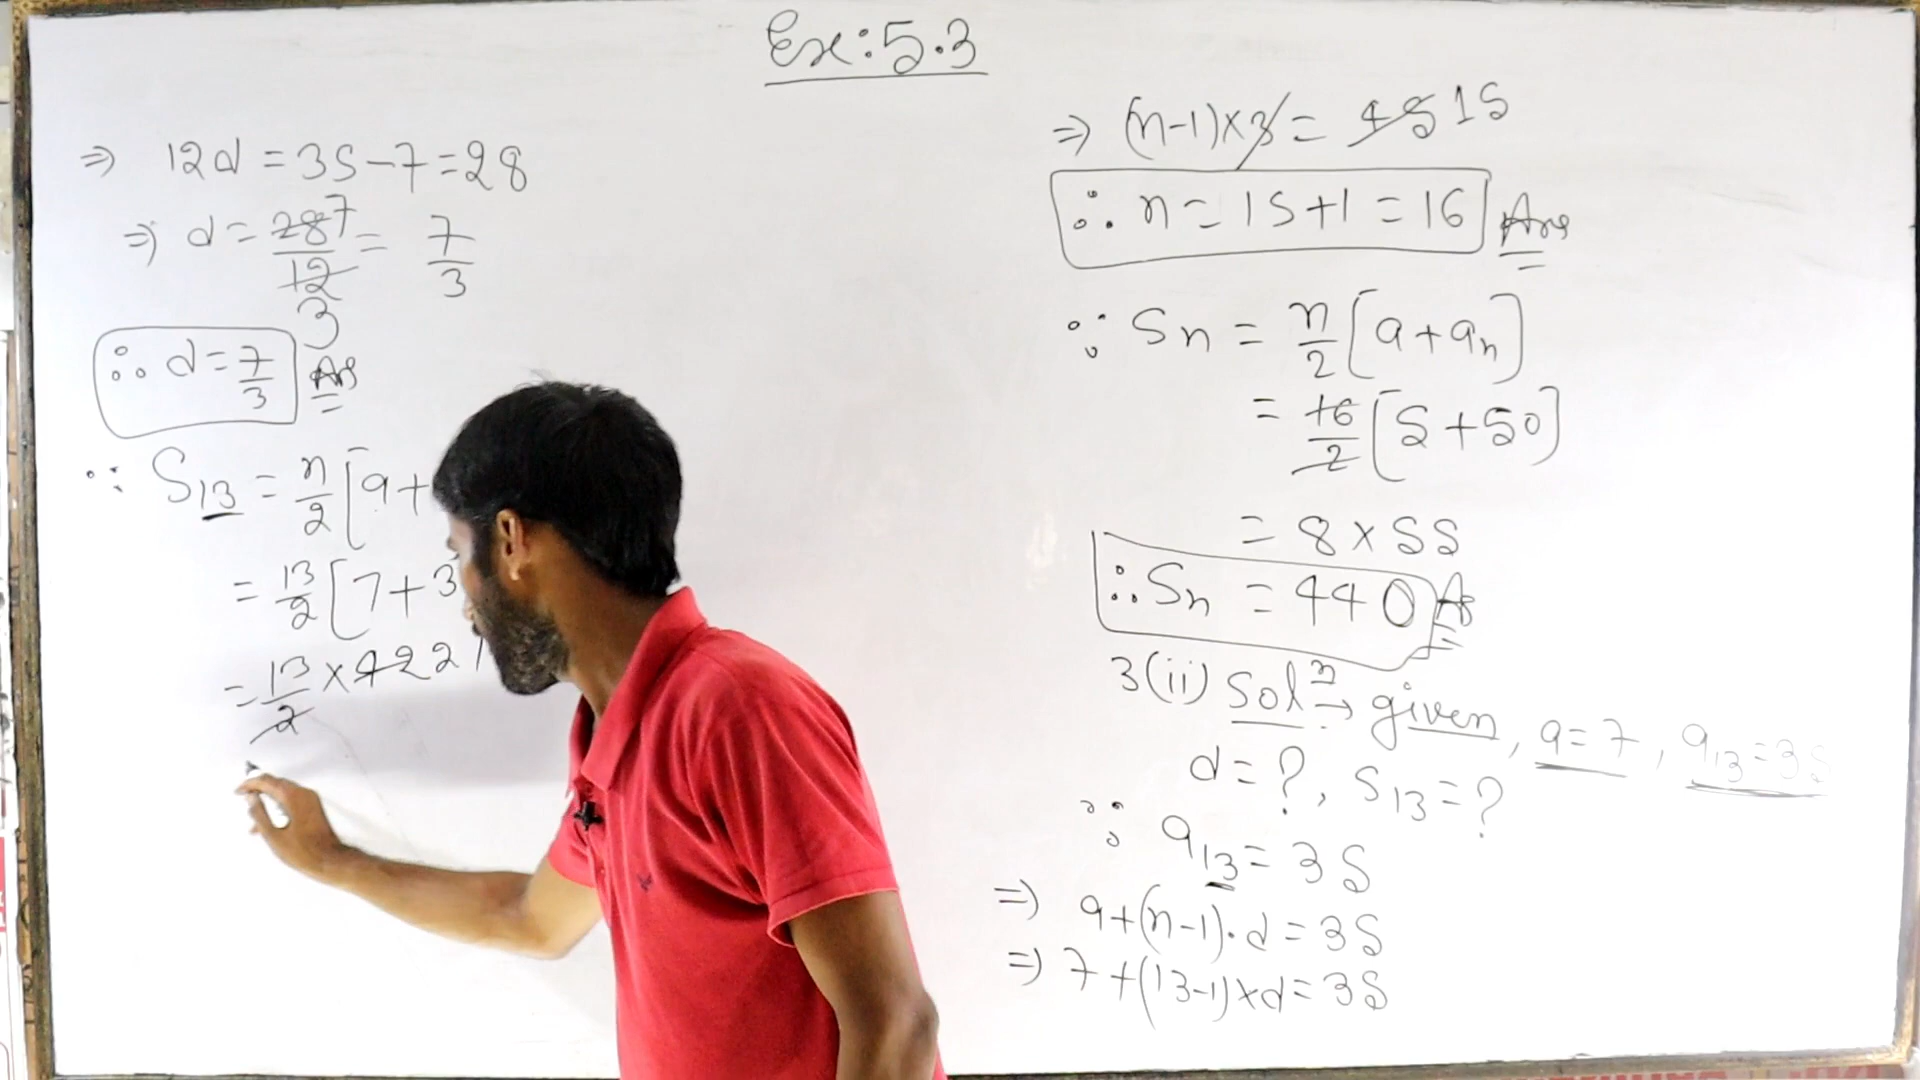 Ex:5.3
⇒ (n-1)×3 = 45 15
∴ n = 15+1 = 16 Ans
∵ Sn = n/2 [a+an]
= 16/2 [5+50]
= 8×55
∴ Sn = 440 As
3(ii) Solⁿ→ given, a=7, a13=35
d=?, S13=?
∵ a13 = 35
⇒ a+(n-1).d = 35
⇒ 7+(13-1)×d = 35
⇒ 12d = 35-7 = 28
⇒ d = 28 7/12 3 = 7/3
∴ d = 7/3 As
∵ S13 = n/2 [a+
= 13/2 [7+3
= 13/2 × 42 21